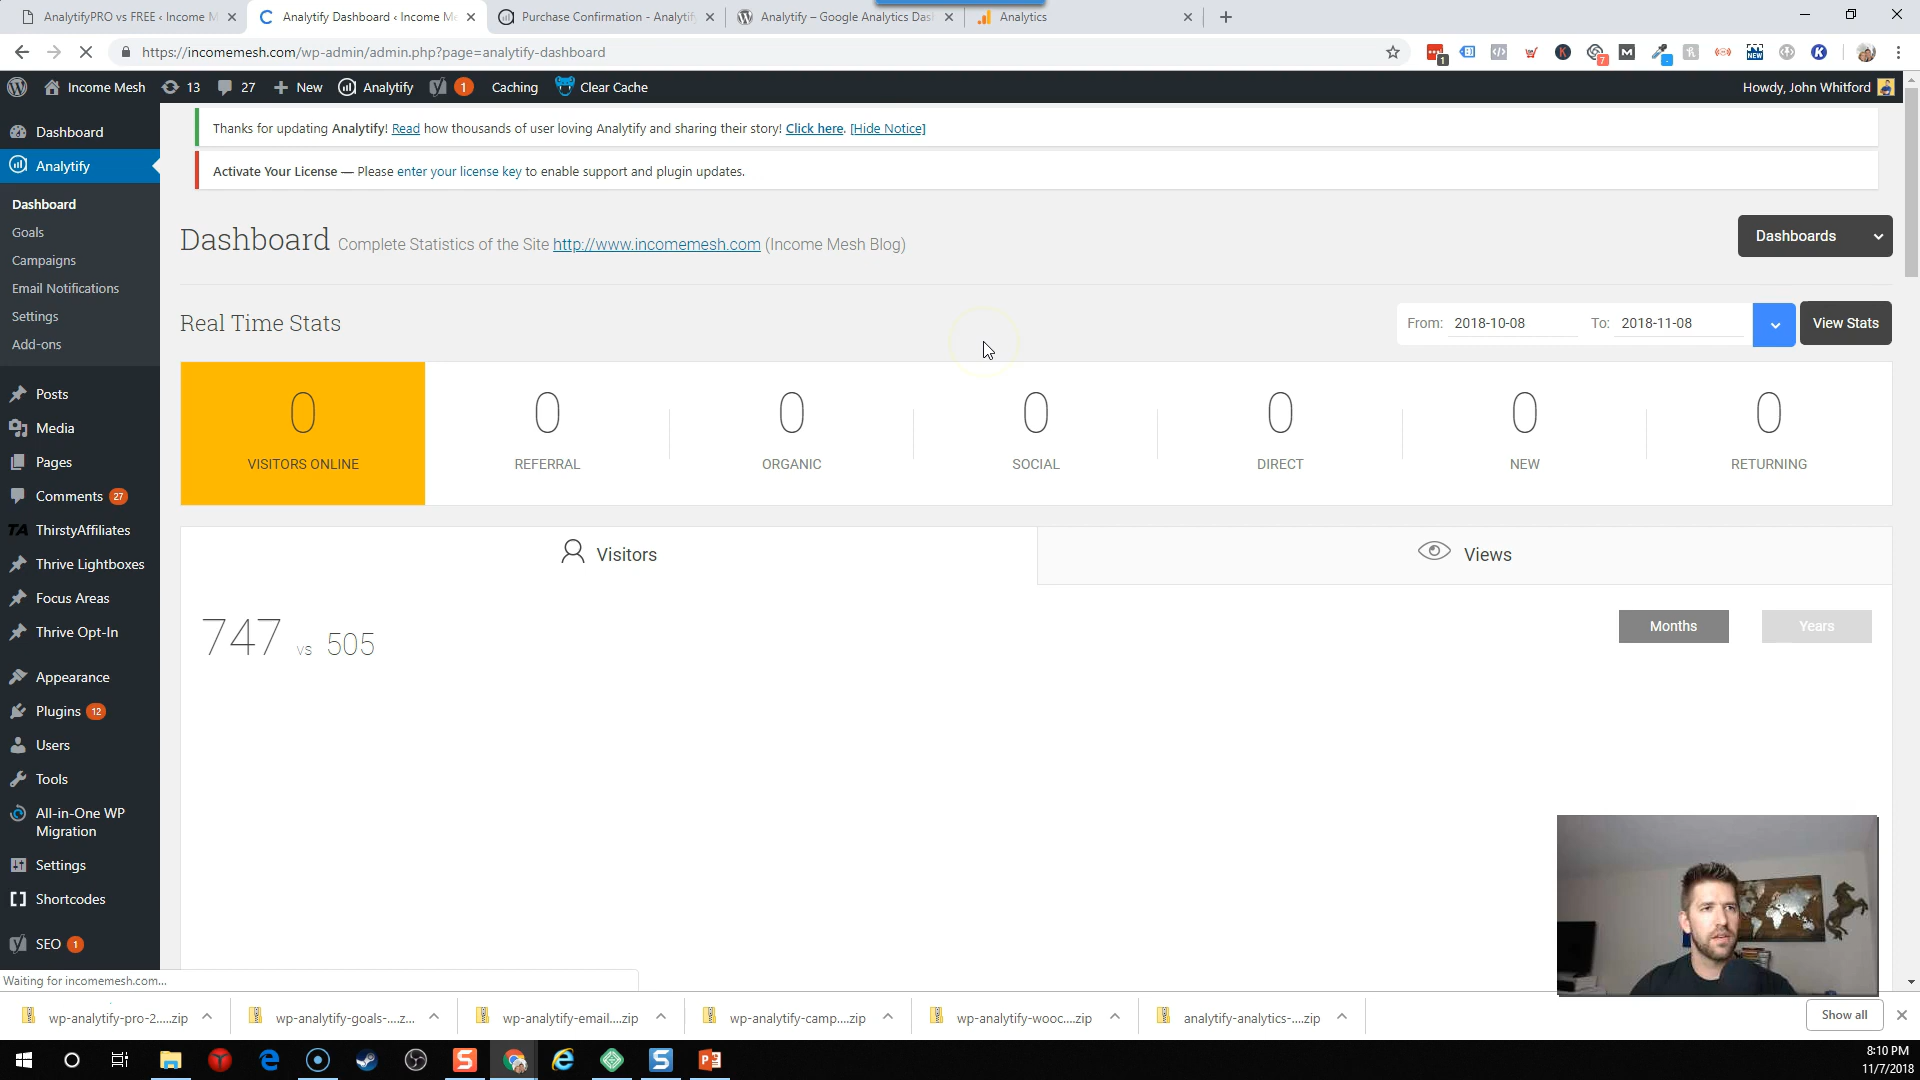 AnalytifyPRO vs FREE ‹ Income M
Analytify Dashboard ‹ Income Me
Purchase Confirmation - Analytif
Analytify – Google Analytics Das
Analytics
https://incomemesh.com/wp-admin/admin.php?page=analytify-dashboard
1
7
NEW
Income Mesh
13
27
New
Analytify
1
Caching
Clear Cache
Howdy, John Whitford
Dashboard
Analytify
Dashboard
Goals
Campaigns
Email Notifications
Settings
Add-ons
Posts
Media
Pages
Comments 27
TA ThirstyAffiliates
Thrive Lightboxes
Focus Areas
Thrive Opt-In
Appearance
Plugins 12
Users
Tools
All-in-One WP
Migration
Settings
Shortcodes
SEO 1
Thanks for updating Analytify! Read how thousands of user loving Analytify and sharing their story! Click here. [Hide Notice]
Activate Your License — Please enter your license key to enable support and plugin updates.
Dashboard Complete Statistics of the Site http://www.incomemesh.com (Income Mesh Blog)
Dashboards
Real Time Stats
From: 2018-10-08 To: 2018-11-08
View Stats
0 0 0 0 0 0 0
VISITORS ONLINE REFERRAL ORGANIC SOCIAL DIRECT NEW RETURNING
Visitors
Views
747 vs 505
Months
Years
Waiting for incomemesh.com...
wp-analytify-pro-2.....zip
wp-analytify-goals-....z...
wp-analytify-email....zip
wp-analytify-camp....zip
wp-analytify-wooc....zip
analytify-analytics-....zip
Show all
8:10 PM
11/7/2018